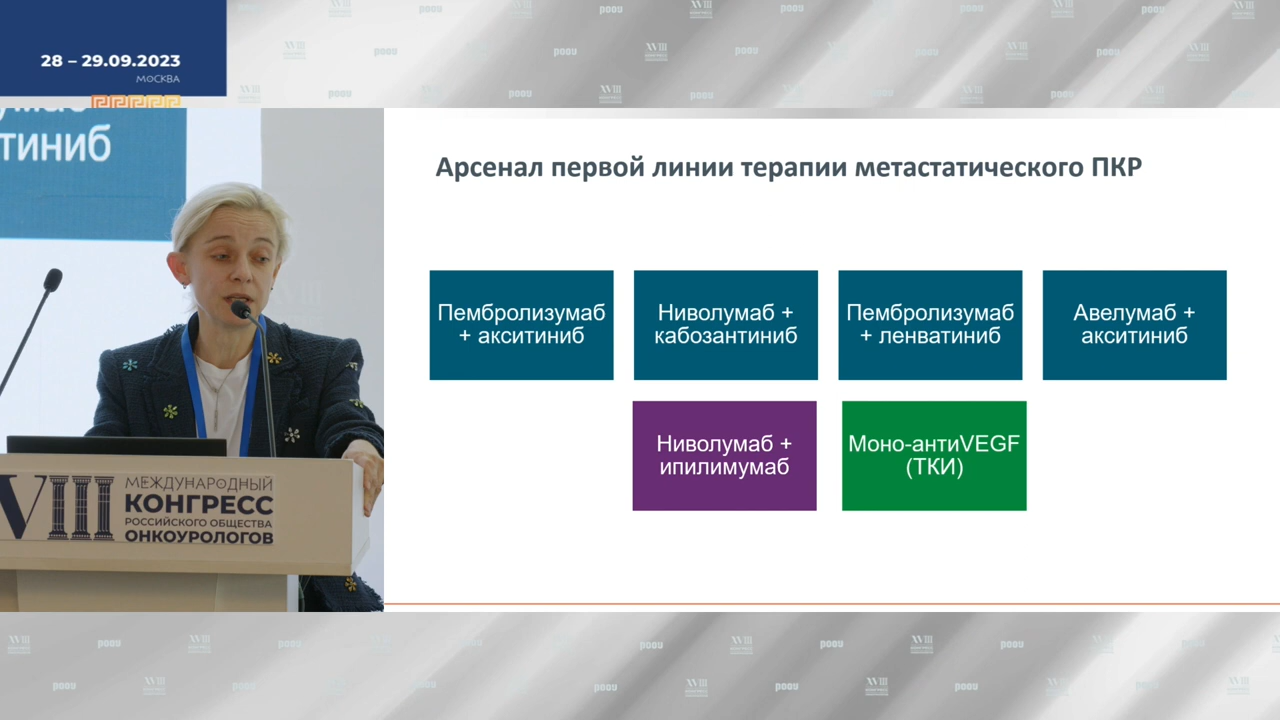 28 – 29.09.2023
МОСКВА
тиниб
Арсенал первой линии терапии метастатического ПКР
Пембролизумаб
+ акситиниб
Ниволумаб +
кабозантиниб
Пембролизумаб
+ ленватиниб
Авелумаб +
акситиниб
Ниволумаб +
ипилимумаб
Моно-антиVEGF
(ТКИ)
VIII
МЕЖДУНАРОДНЫЙ
КОНГРЕСС
РОССИЙСКОГО ОБЩЕСТВА
ОНКОУРОЛОГОВ